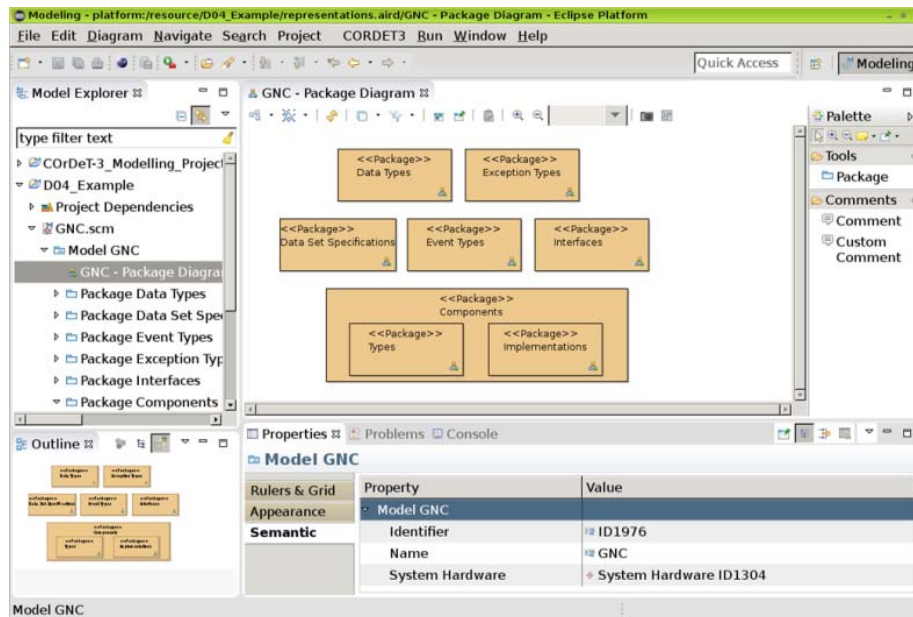 Modeling - platform:/resource/D04_Example/representations.aird/GNC - Package Diagram - Eclipse Platform
File Edit Diagram Navigate Search Project CORDET3 Run Window Help
Quick Access
Modeling
Model Explorer
type filter text
COrDeT-3_Modelling_Project
D04_Example
Project Dependencies
GNC.scm
Model GNC
GNC - Package Diagra
Package Data Types
Package Data Set Spe
Package Event Types
Package Exception Typ
Package Interfaces
Package Components
GNC - Package Diagram
<<Package>>
Data Types
<<Package>>
Exception Types
<<Package>>
Data Set Specifications
<<Package>>
Event Types
<<Package>>
Interfaces
<<Package>>
Components
<<Package>>
Types
<<Package>>
Implementations
Palette
Tools
Package
Comments
Comment
Custom
Comment
Outline
Properties
Problems
Console
Model GNC
Rulers & Grid
Appearance
Semantic
Property Value
Model GNC
Identifier ID1976
Name GNC
System Hardware System Hardware ID1304
Model GNC